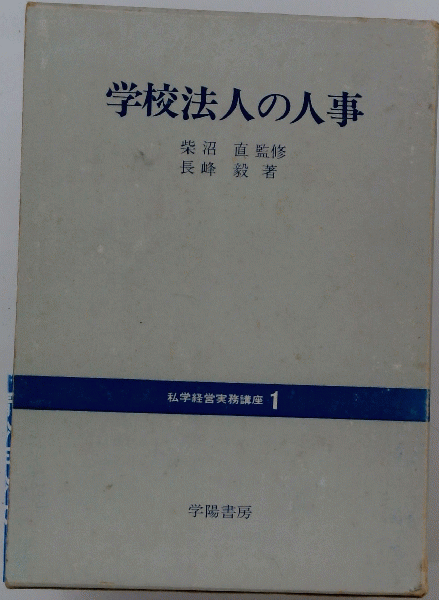 学校法人の人事
柴沼 直 監修
長峰 毅 著
私学経営実務講座 1
学陽書房